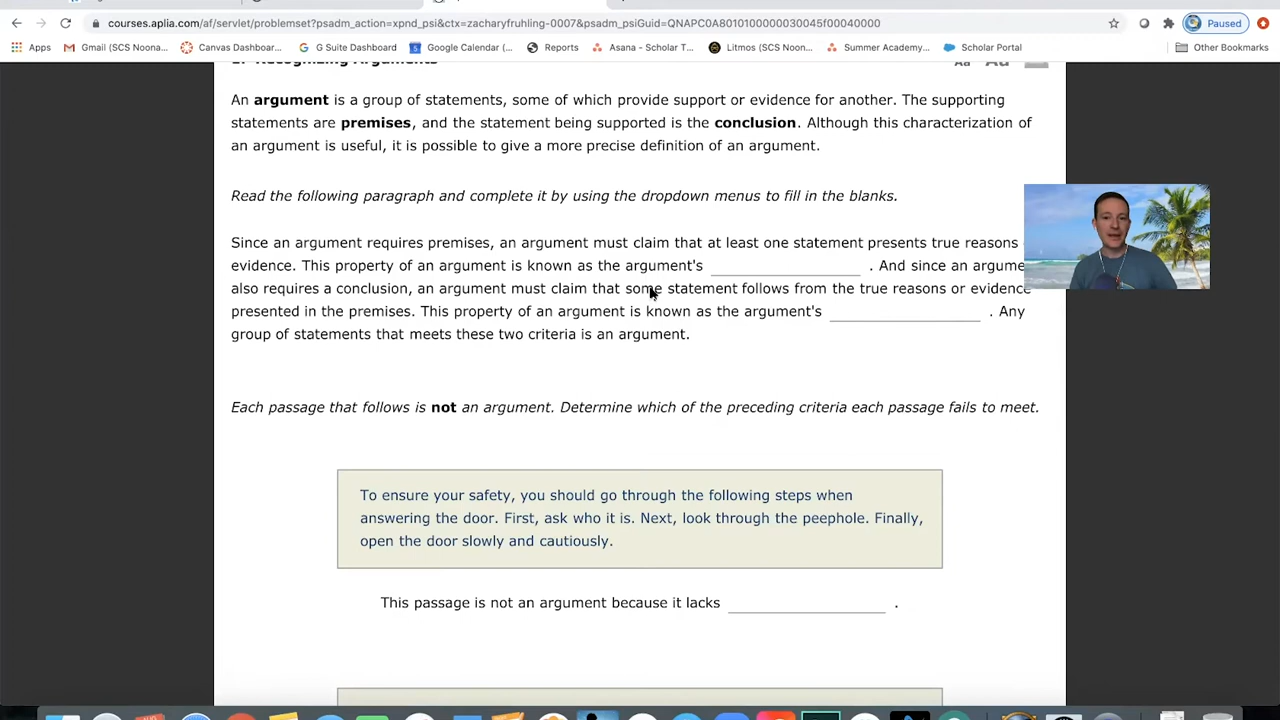 courses.aplia.com/af/servlet/problemset?psadm_action=xpnd_psi&ctx=zacharyfruhling-0007&psadm_psiGuid=QNAPC0A8010100000030045f00040000
Paused
Apps Gmail (SCS Noona... Canvas Dashboar... G Suite Dashboard Google Calendar (... Reports Asana - Scholar T... Litmos (SCS Noon... Summer Academy... Scholar Portal Other Bookmarks
Recognizing Arguments Aa Aa
An argument is a group of statements, some of which provide support or evidence for another. The supporting
statements are premises, and the statement being supported is the conclusion. Although this characterization of
an argument is useful, it is possible to give a more precise definition of an argument.
Read the following paragraph and complete it by using the dropdown menus to fill in the blanks.
Since an argument requires premises, an argument must claim that at least one statement presents true reasons
evidence. This property of an argument is known as the argument's . And since an argume
also requires a conclusion, an argument must claim that some statement follows from the true reasons or evidence
presented in the premises. This property of an argument is known as the argument's . Any
group of statements that meets these two criteria is an argument.
Each passage that follows is not an argument. Determine which of the preceding criteria each passage fails to meet.
To ensure your safety, you should go through the following steps when
answering the door. First, ask who it is. Next, look through the peephole. Finally,
open the door slowly and cautiously.
This passage is not an argument because it lacks .